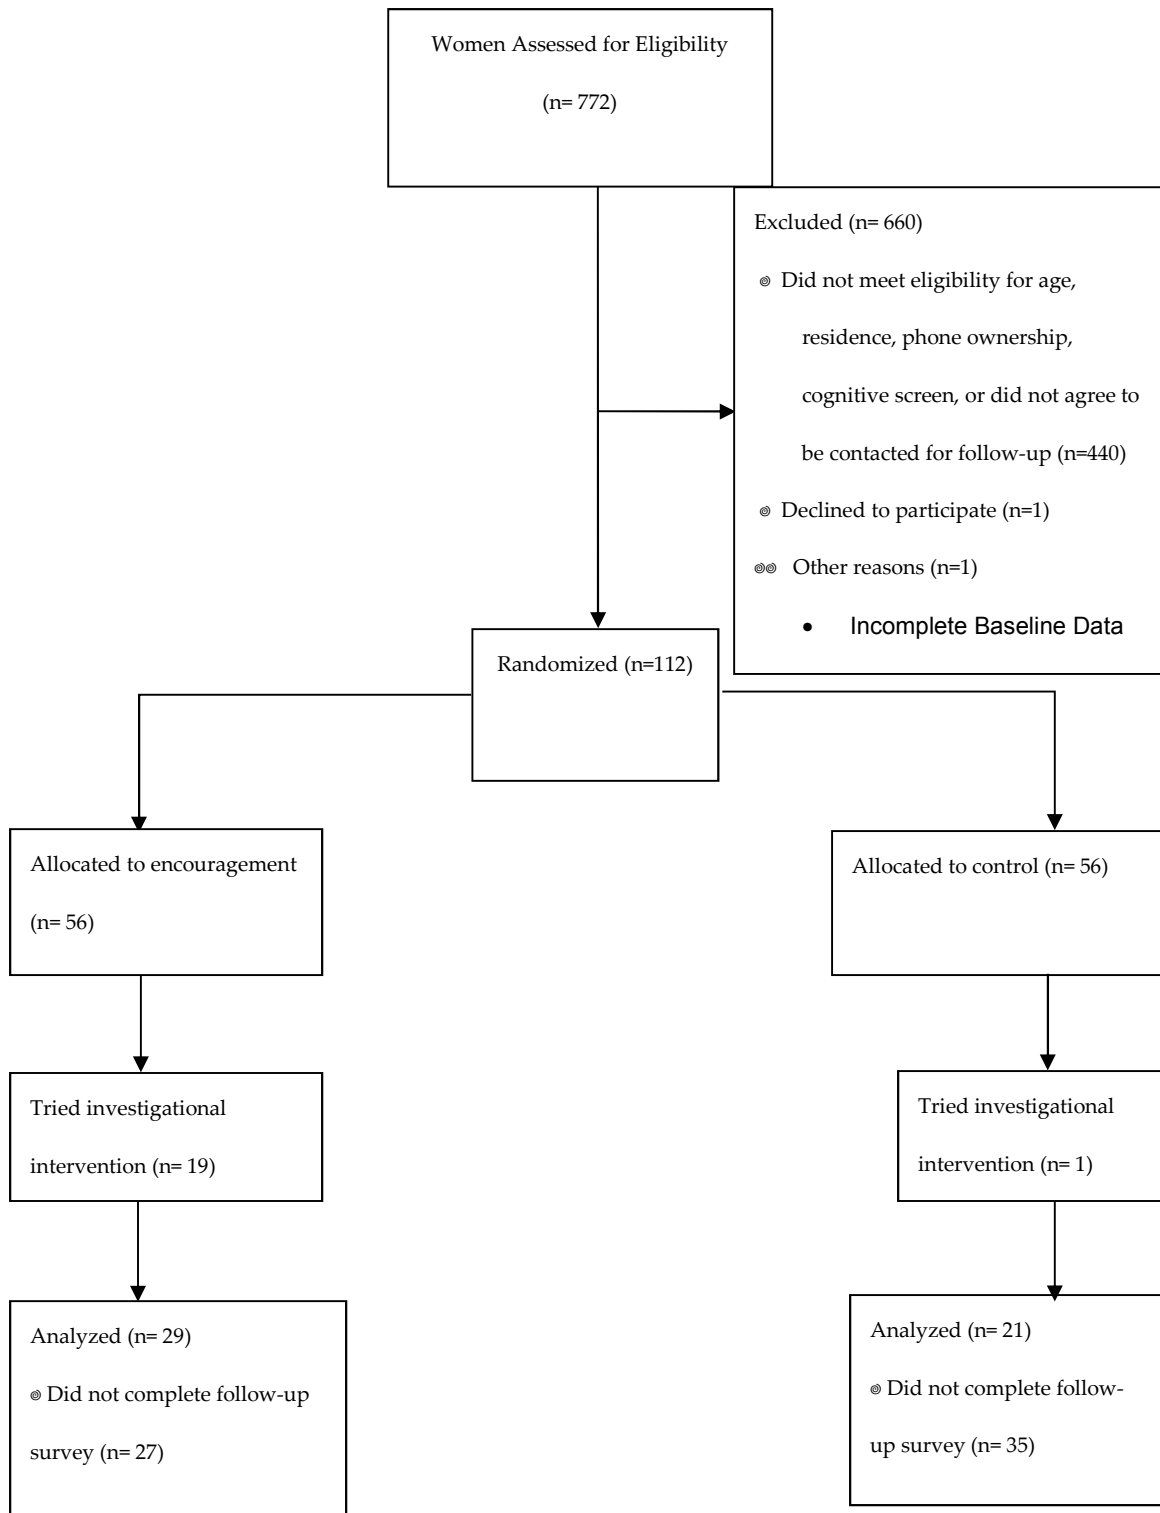 Women Assessed for Eligibility
(n= 772)
Excluded (n= 660)
๏ Did not meet eligibility for age,
residence, phone ownership,
cognitive screen, or did not agree to
be contacted for follow-up (n=440)
๏ Declined to participate (n=1)
๏๏ Other reasons (n=1)
• Incomplete Baseline Data
Randomized (n=112)
Allocated to encouragement
(n= 56)
Allocated to control (n= 56)
Tried investigational
intervention (n= 19)
Tried investigational
intervention (n= 1)
Analyzed (n= 29)
๏ Did not complete follow-up
survey (n= 27)
Analyzed (n= 21)
๏ Did not complete follow-
up survey (n= 35)